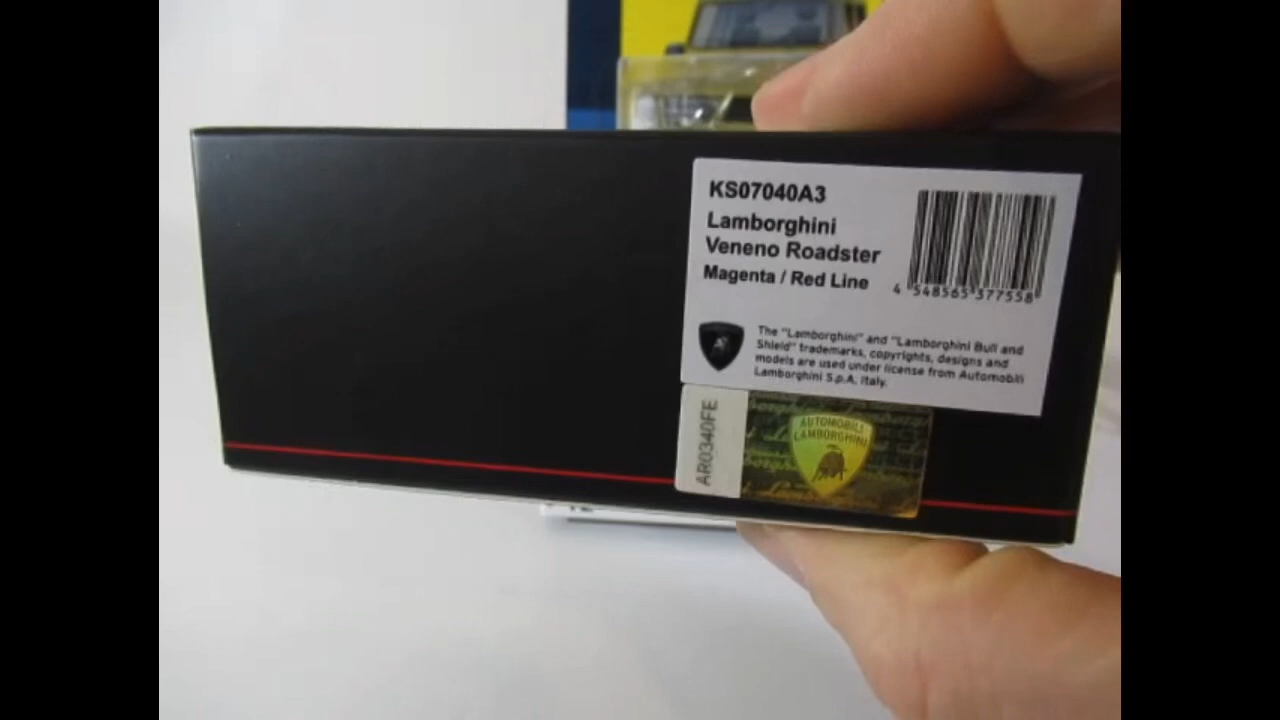 KS07040A3
Lamborghini
Veneno Roadster
Magenta / Red Line
4 548565 377558
The "Lamborghini" and "Lamborghini Bull and
Shield" trademarks, copyrights, designs and
models are used under license from Automobili
Lamborghini S.p.A, Italy.
AR0340FE
AUTOMOBILI
LAMBORGHINI